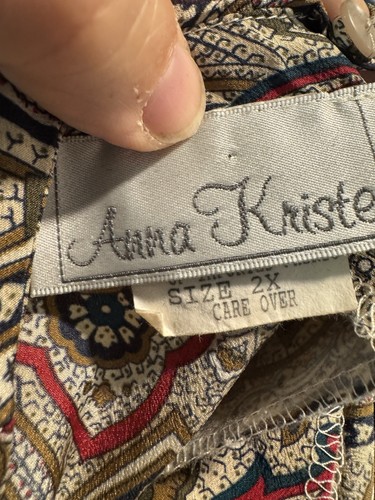 Anna Kriste
SIZE 2X
CARE OVER